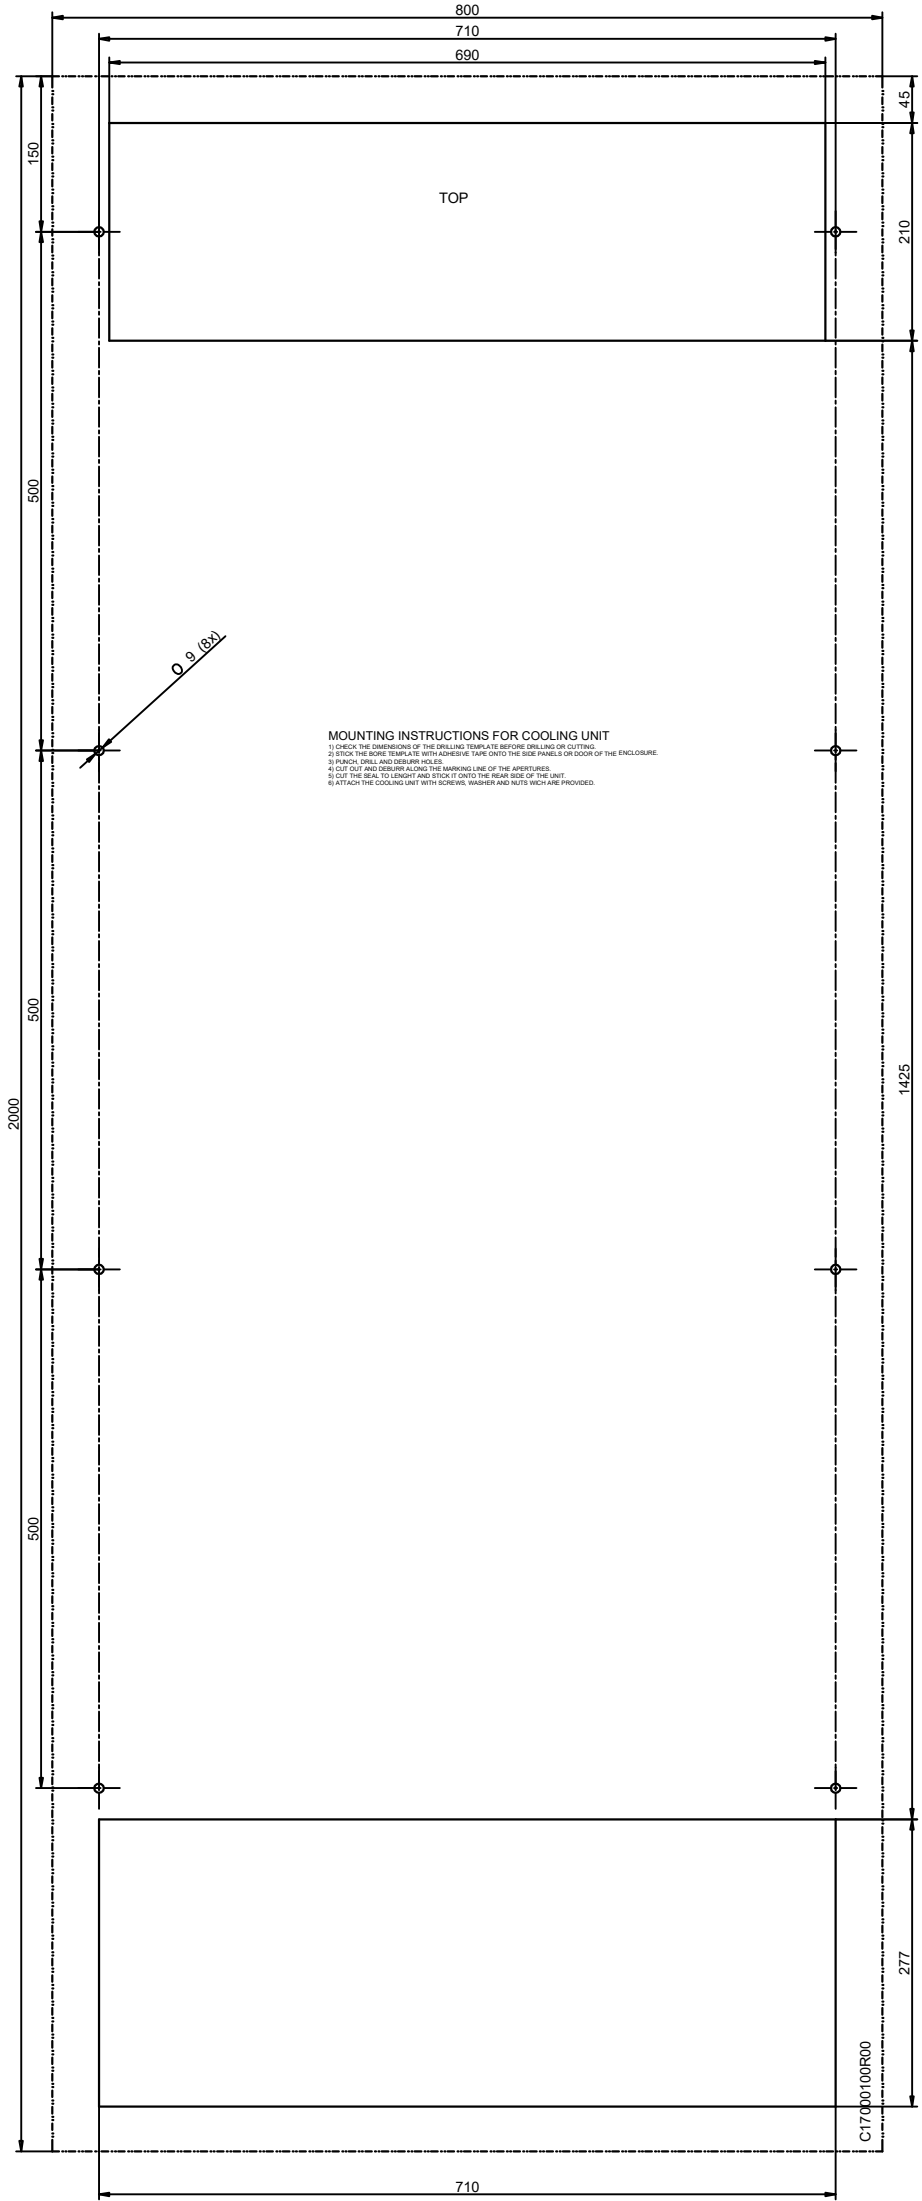 800
710
690
45
150
TOP
210
500
O 9 (8x)
MOUNTING INSTRUCTIONS FOR COOLING UNIT
1) CHECK THE DIMENSIONS OF THE DRILLING TEMPLATE BEFORE DRILLING OR CUTTING.
2) STICK THE BORE TEMPLATE WITH ADHESIVE TAPE ONTO THE SIDE PANELS OR DOOR OF THE ENCLOSURE.
3) PUNCH, DRILL AND DEBURR HOLES.
4) CUT OUT AND DEBURR ALONG THE MARKING LINE OF THE APERTURES.
5) CUT THE SEAL TO LENGHT AND STICK IT ONTO THE REAR SIDE OF THE UNIT.
6) ATTACH THE COOLING UNIT WITH SCREWS, WASHER AND NUTS WICH ARE PROVIDED.
500
1425
2000
500
277
C17000100R00
710